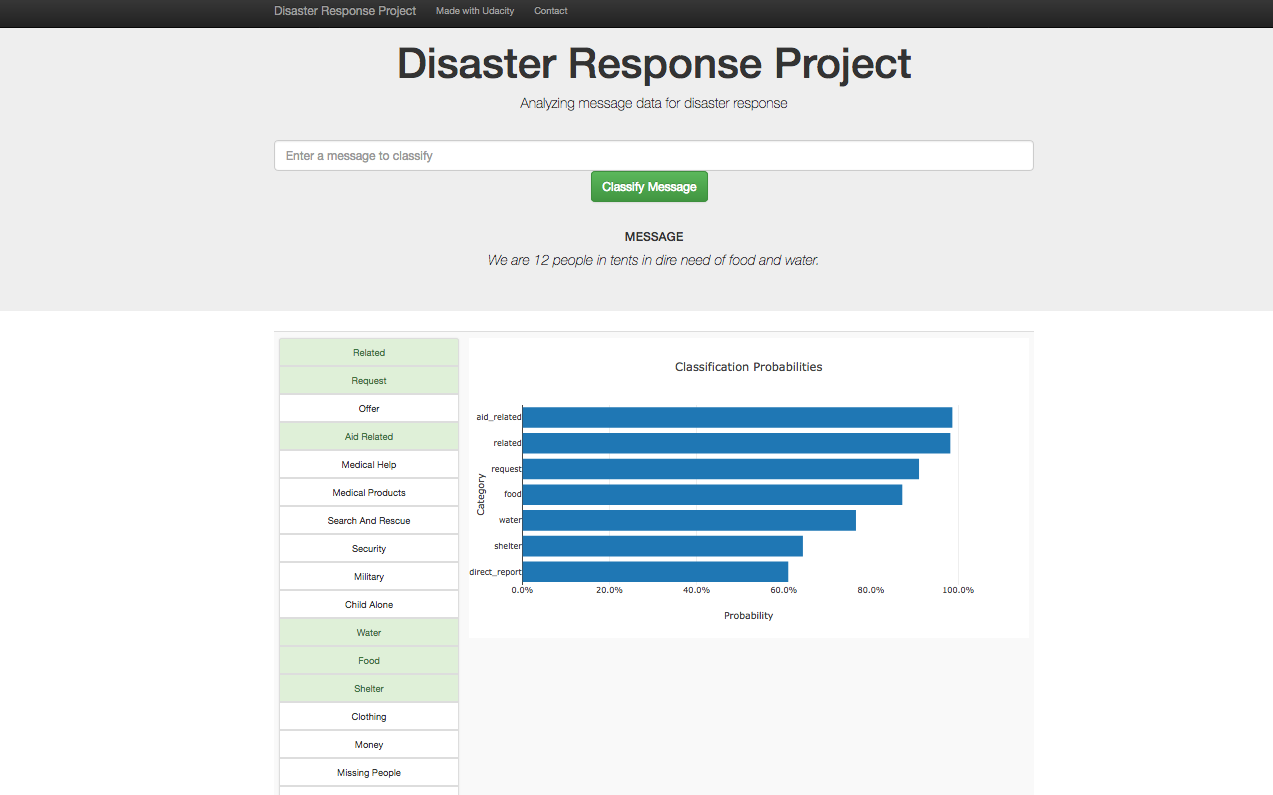 Disaster Response Project Made with Udacity Contact
Disaster Response Project
Analyzing message data for disaster response
Enter a message to classify
Classify Message
MESSAGE
We are 12 people in tents in dire need of food and water.
Related
Request
Offer
Aid Related
Medical Help
Medical Products
Search And Rescue
Security
Military
Child Alone
Water
Food
Shelter
Clothing
Money
Missing People
Classification Probabilities
Category
aid_related
related
request
food
water
shelter
direct_report
0.0% 20.0% 40.0% 60.0% 80.0% 100.0%
Probability